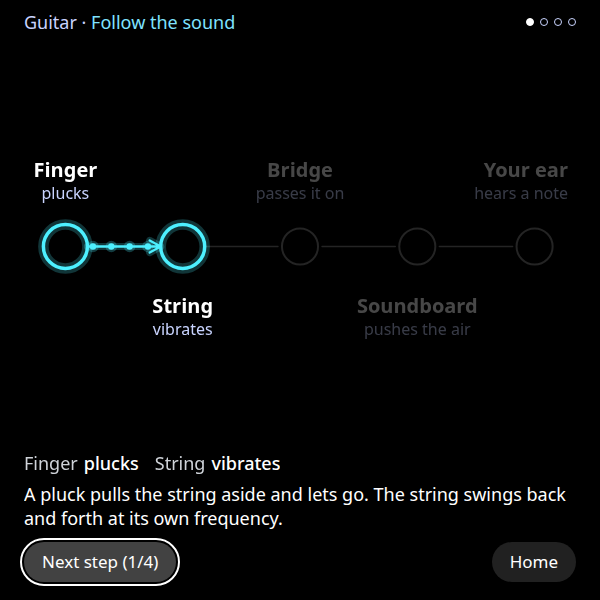 Guitar · Follow the sound
Finger
plucks
Bridge
passes it on
Your ear
hears a note
String
vibrates
Soundboard
pushes the air
Finger plucks String vibrates
A pluck pulls the string aside and lets go. The string swings back
and forth at its own frequency.
Next step (1/4)
Home